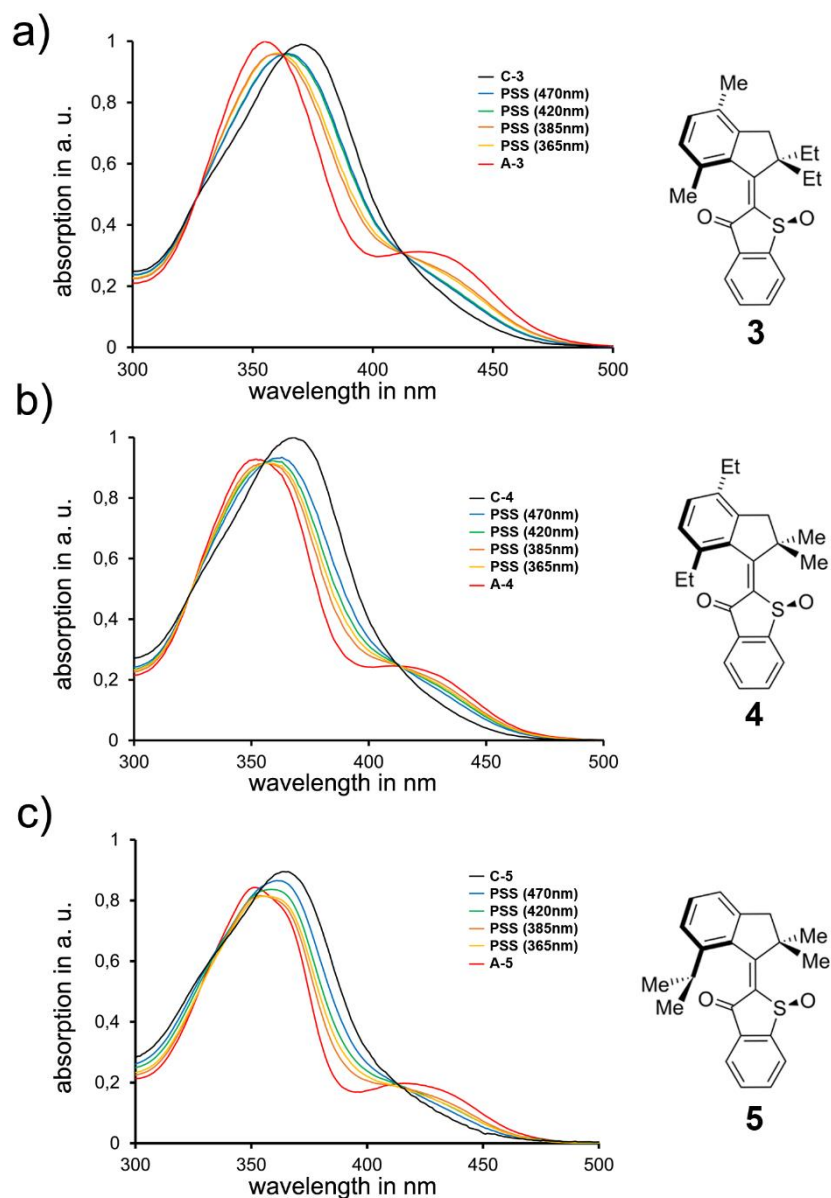 a)
absorption in a. u.
1
0,8
0,6
0,4
0,2
0
300
350
400
450
500
wavelength in nm
C-3
PSS (470nm)
PSS (420nm)
PSS (385nm)
PSS (365nm)
A-3
Me
Et
Et
Me
O
S
O
3
b)
absorption in a. u.
1
0,8
0,6
0,4
0,2
0
300
350
400
450
500
wavelength in nm
C-4
PSS (470nm)
PSS (420nm)
PSS (385nm)
PSS (365nm)
A-4
Et
Me
Me
Et
O
S
O
4
c)
absorption in a. u.
1
0,8
0,6
0,4
0,2
0
300
350
400
450
500
wavelength in nm
C-5
PSS (470nm)
PSS (420nm)
PSS (385nm)
PSS (365nm)
A-5
Me
Me
Me
Me
O
S
O
5